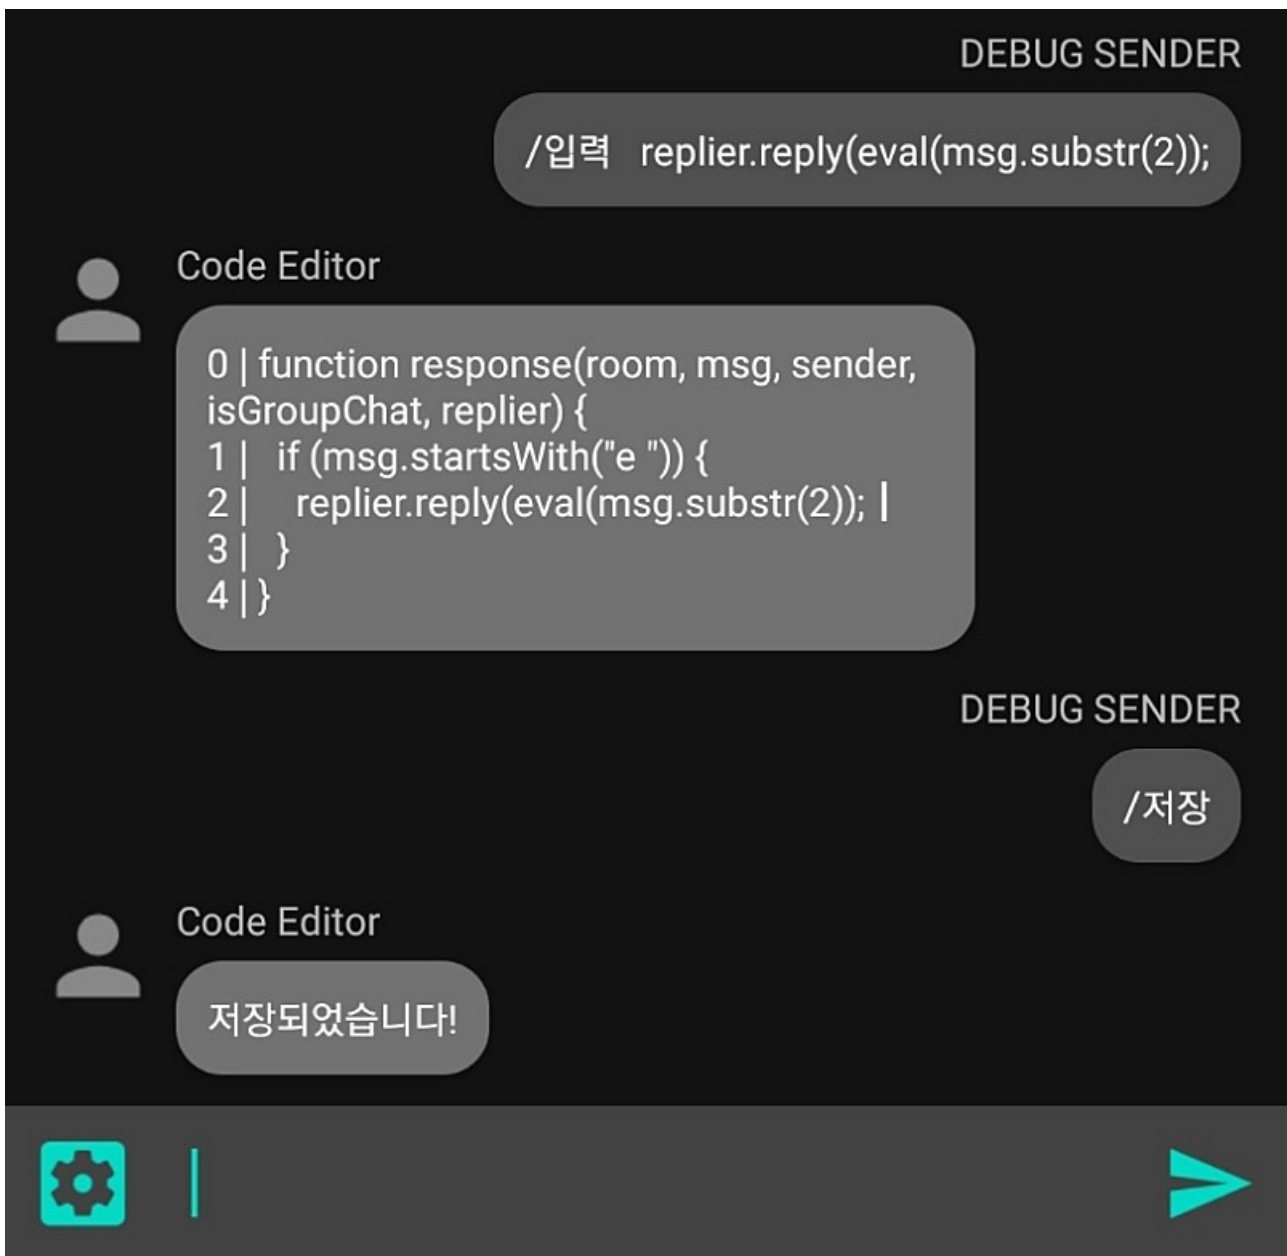 DEBUG SENDER
/입력   replier.reply(eval(msg.substr(2));
Code Editor
0 | function response(room, msg, sender,
isGroupChat, replier) {
1 |   if (msg.startsWith("e ")) {
2 |     replier.reply(eval(msg.substr(2)); |
3 |   }
4 | }
DEBUG SENDER
/저장
Code Editor
저장되었습니다!